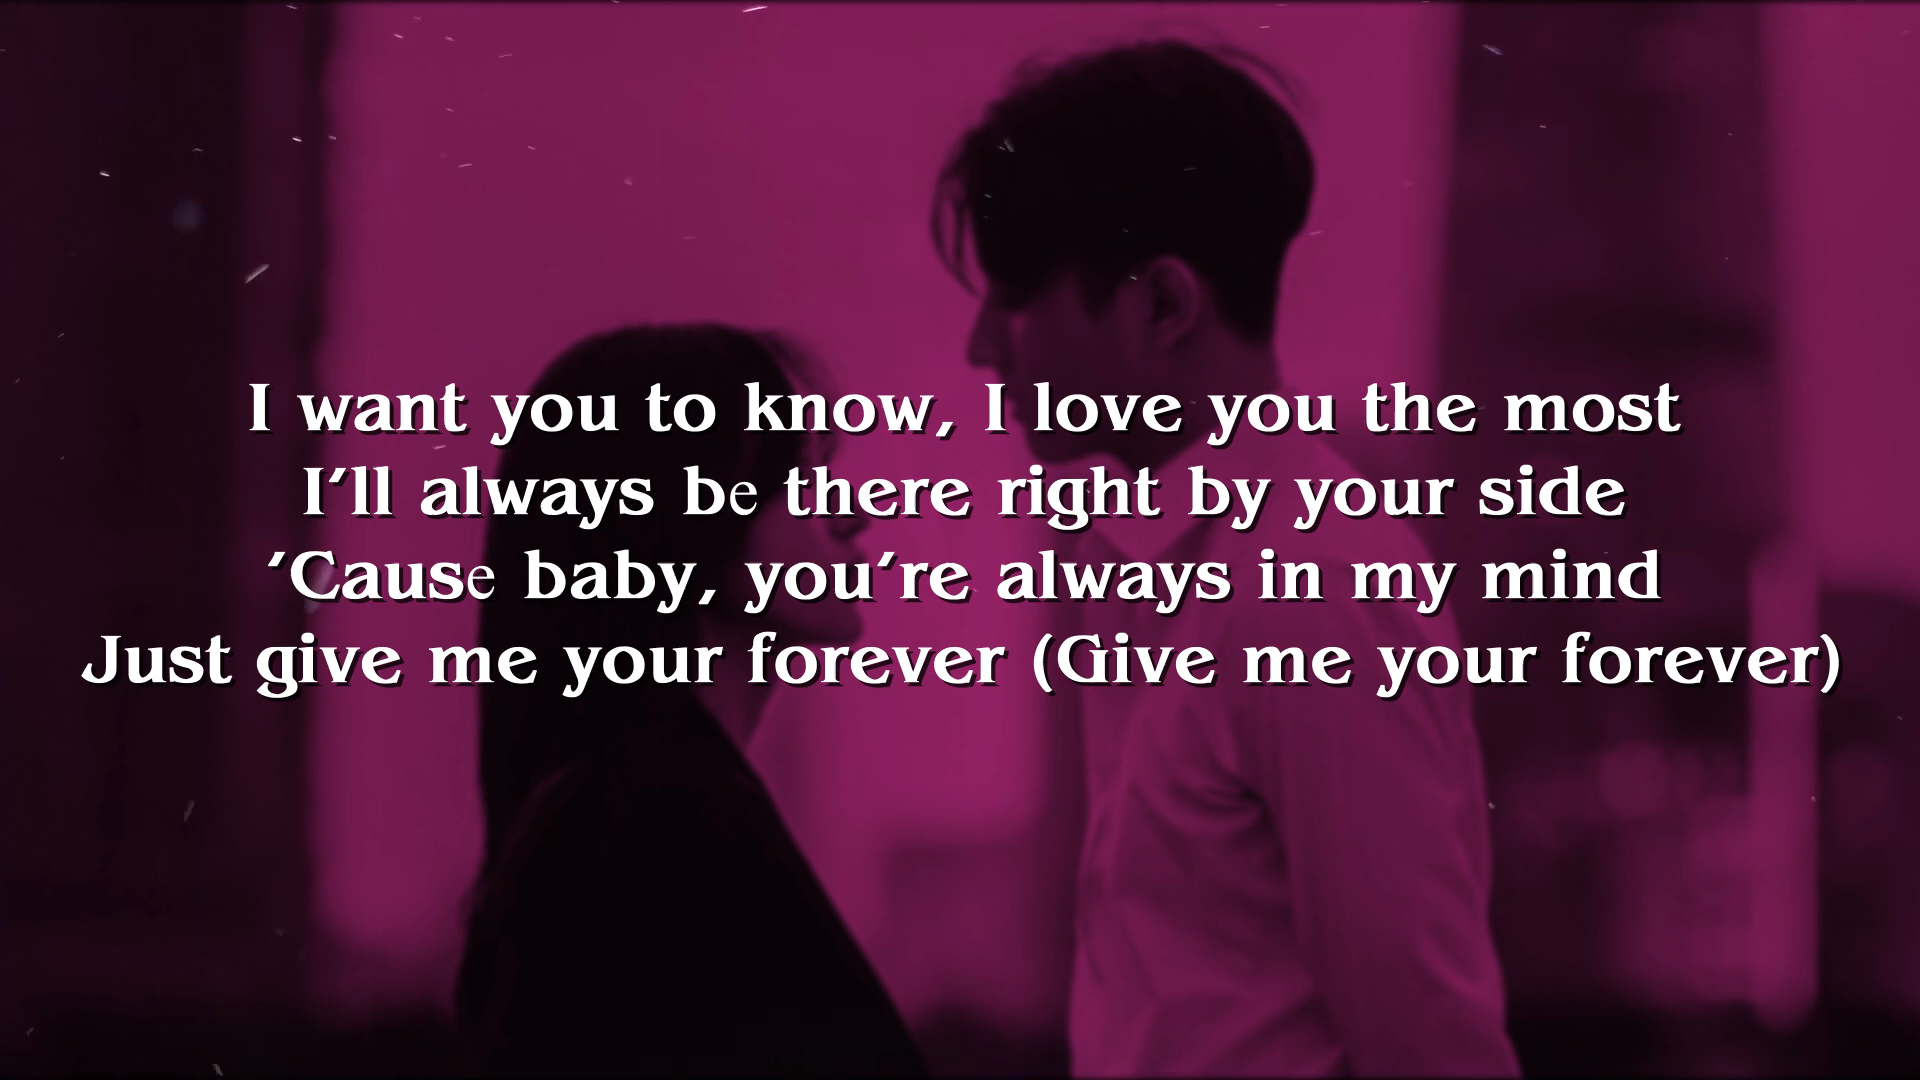 I want you to know, I love you the most
I'll always be there right by your side
'Cause baby, you're always in my mind
Just give me your forever (Give me your forever)